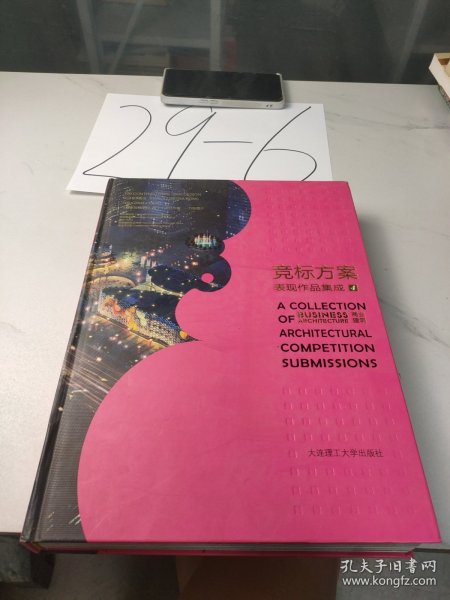 29-6
竞标方案
表现作品集成 4
A COLLECTION
OF BUSINESS ARCHITECTURE 商业建筑
ARCHITECTURAL
COMPETITION
SUBMISSIONS
大连理工大学出版社
孔夫子旧书网
www.kongfz.com